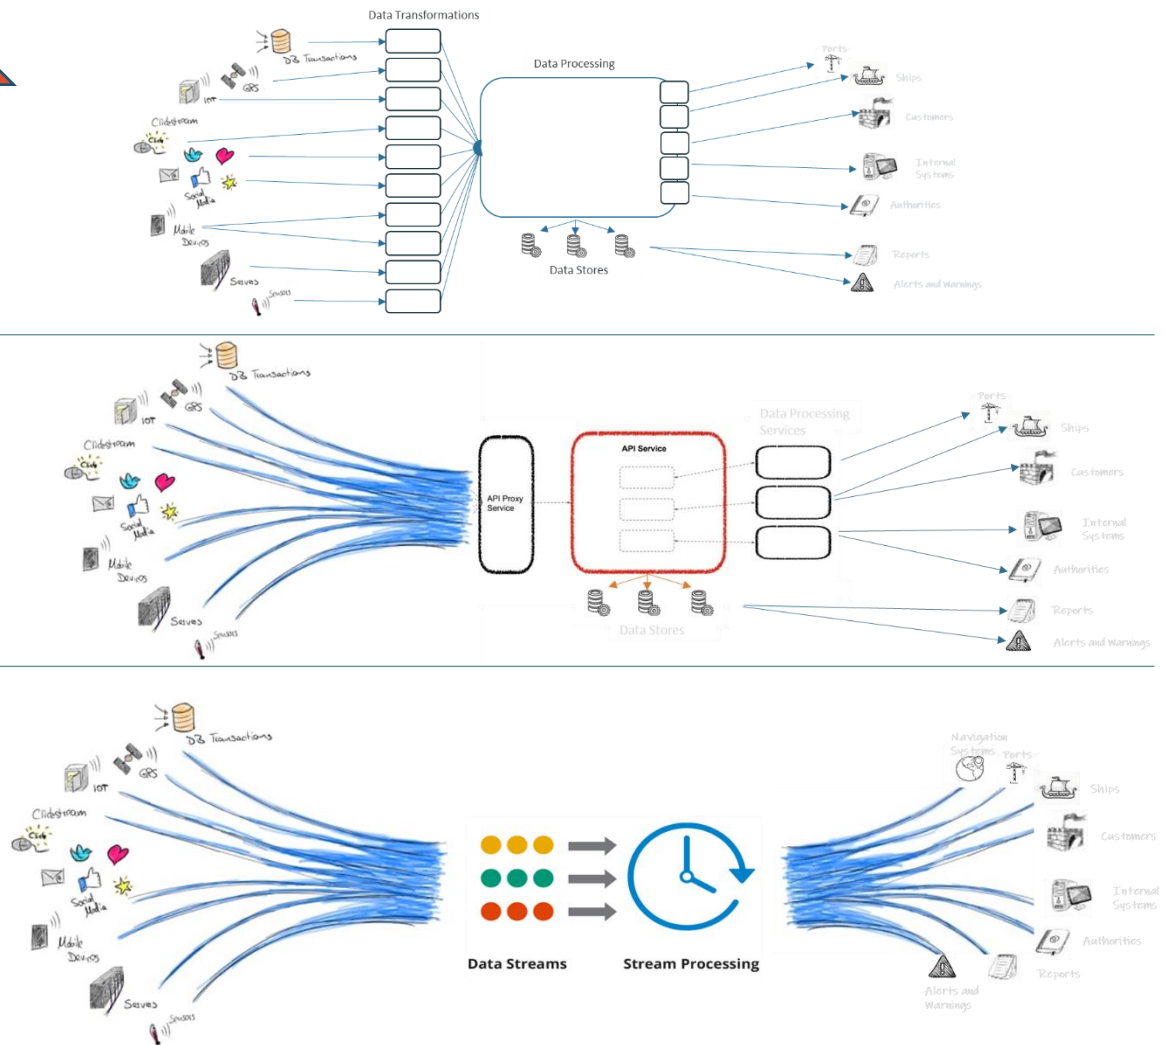 Data Transformations
DB Transactions
GPS
IOT
Clickstream
Click
Social
Media
Mobile
Devices
Serves
Sensors
Data Processing
Data Stores
Ports
Ships
Customers
Internal
Systems
Authorities
Reports
Alerts and Warnings
DB Transactions
GPS
IOT
Clickstream
Click
Social
Media
Mobile
Devices
Serves
Sensors
API Proxy
Service
API Service
Data Processing
Services
Data Stores
Ports
Ships
Customers
Internal
Systems
Authorities
Reports
Alerts and Warnings
DB Transactions
GPS
IOT
Clickstream
Click
Social
Media
Mobile
Devices
Serves
Sensors
Data Streams
Stream Processing
Navigation
Systems
Ports
Ships
Customers
Internal
Systems
Authorities
Reports
Alerts and
Warnings